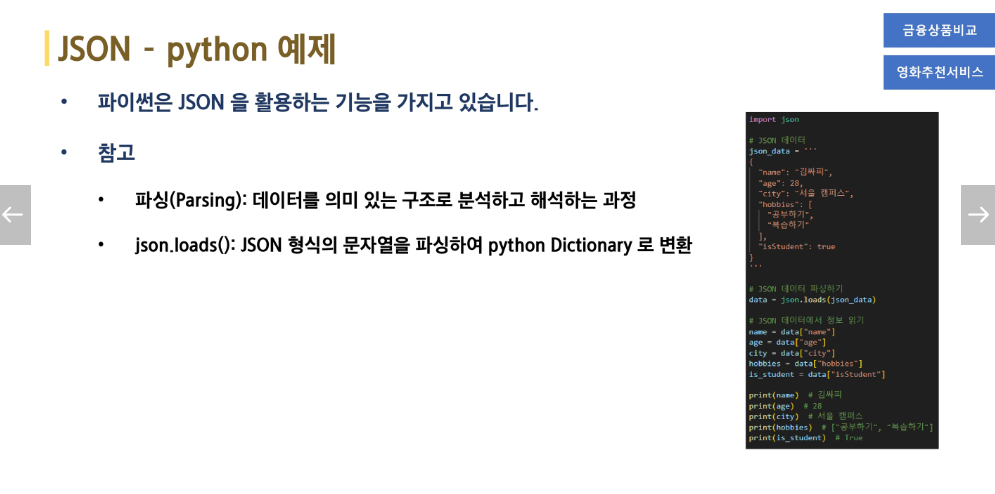 JSON - python 예제
금융상품비교
영화추천서비스
• 파이썬은 JSON 을 활용하는 기능을 가지고 있습니다.
• 참고
• 파싱(Parsing): 데이터를 의미 있는 구조로 분석하고 해석하는 과정
• json.loads(): JSON 형식의 문자열을 파싱하여 python Dictionary 로 변환
import json
# JSON 데이터
json_data = '''
{
"name": "김싸피",
"age": 28,
"city": "서울 캠퍼스",
"hobbies": [
"공부하기",
"복습하기"
],
"isStudent": true
}
'''
# JSON 데이터 파싱하기
data = json.loads(json_data)
# JSON 데이터에서 정보 읽기
name = data["name"]
age = data["age"]
city = data["city"]
hobbies = data["hobbies"]
is_student = data["isStudent"]
print(name) # 김싸피
print(age) # 28
print(city) # 서울 캠퍼스
print(hobbies) # ["공부하기", "복습하기"]
print(is_student) # True